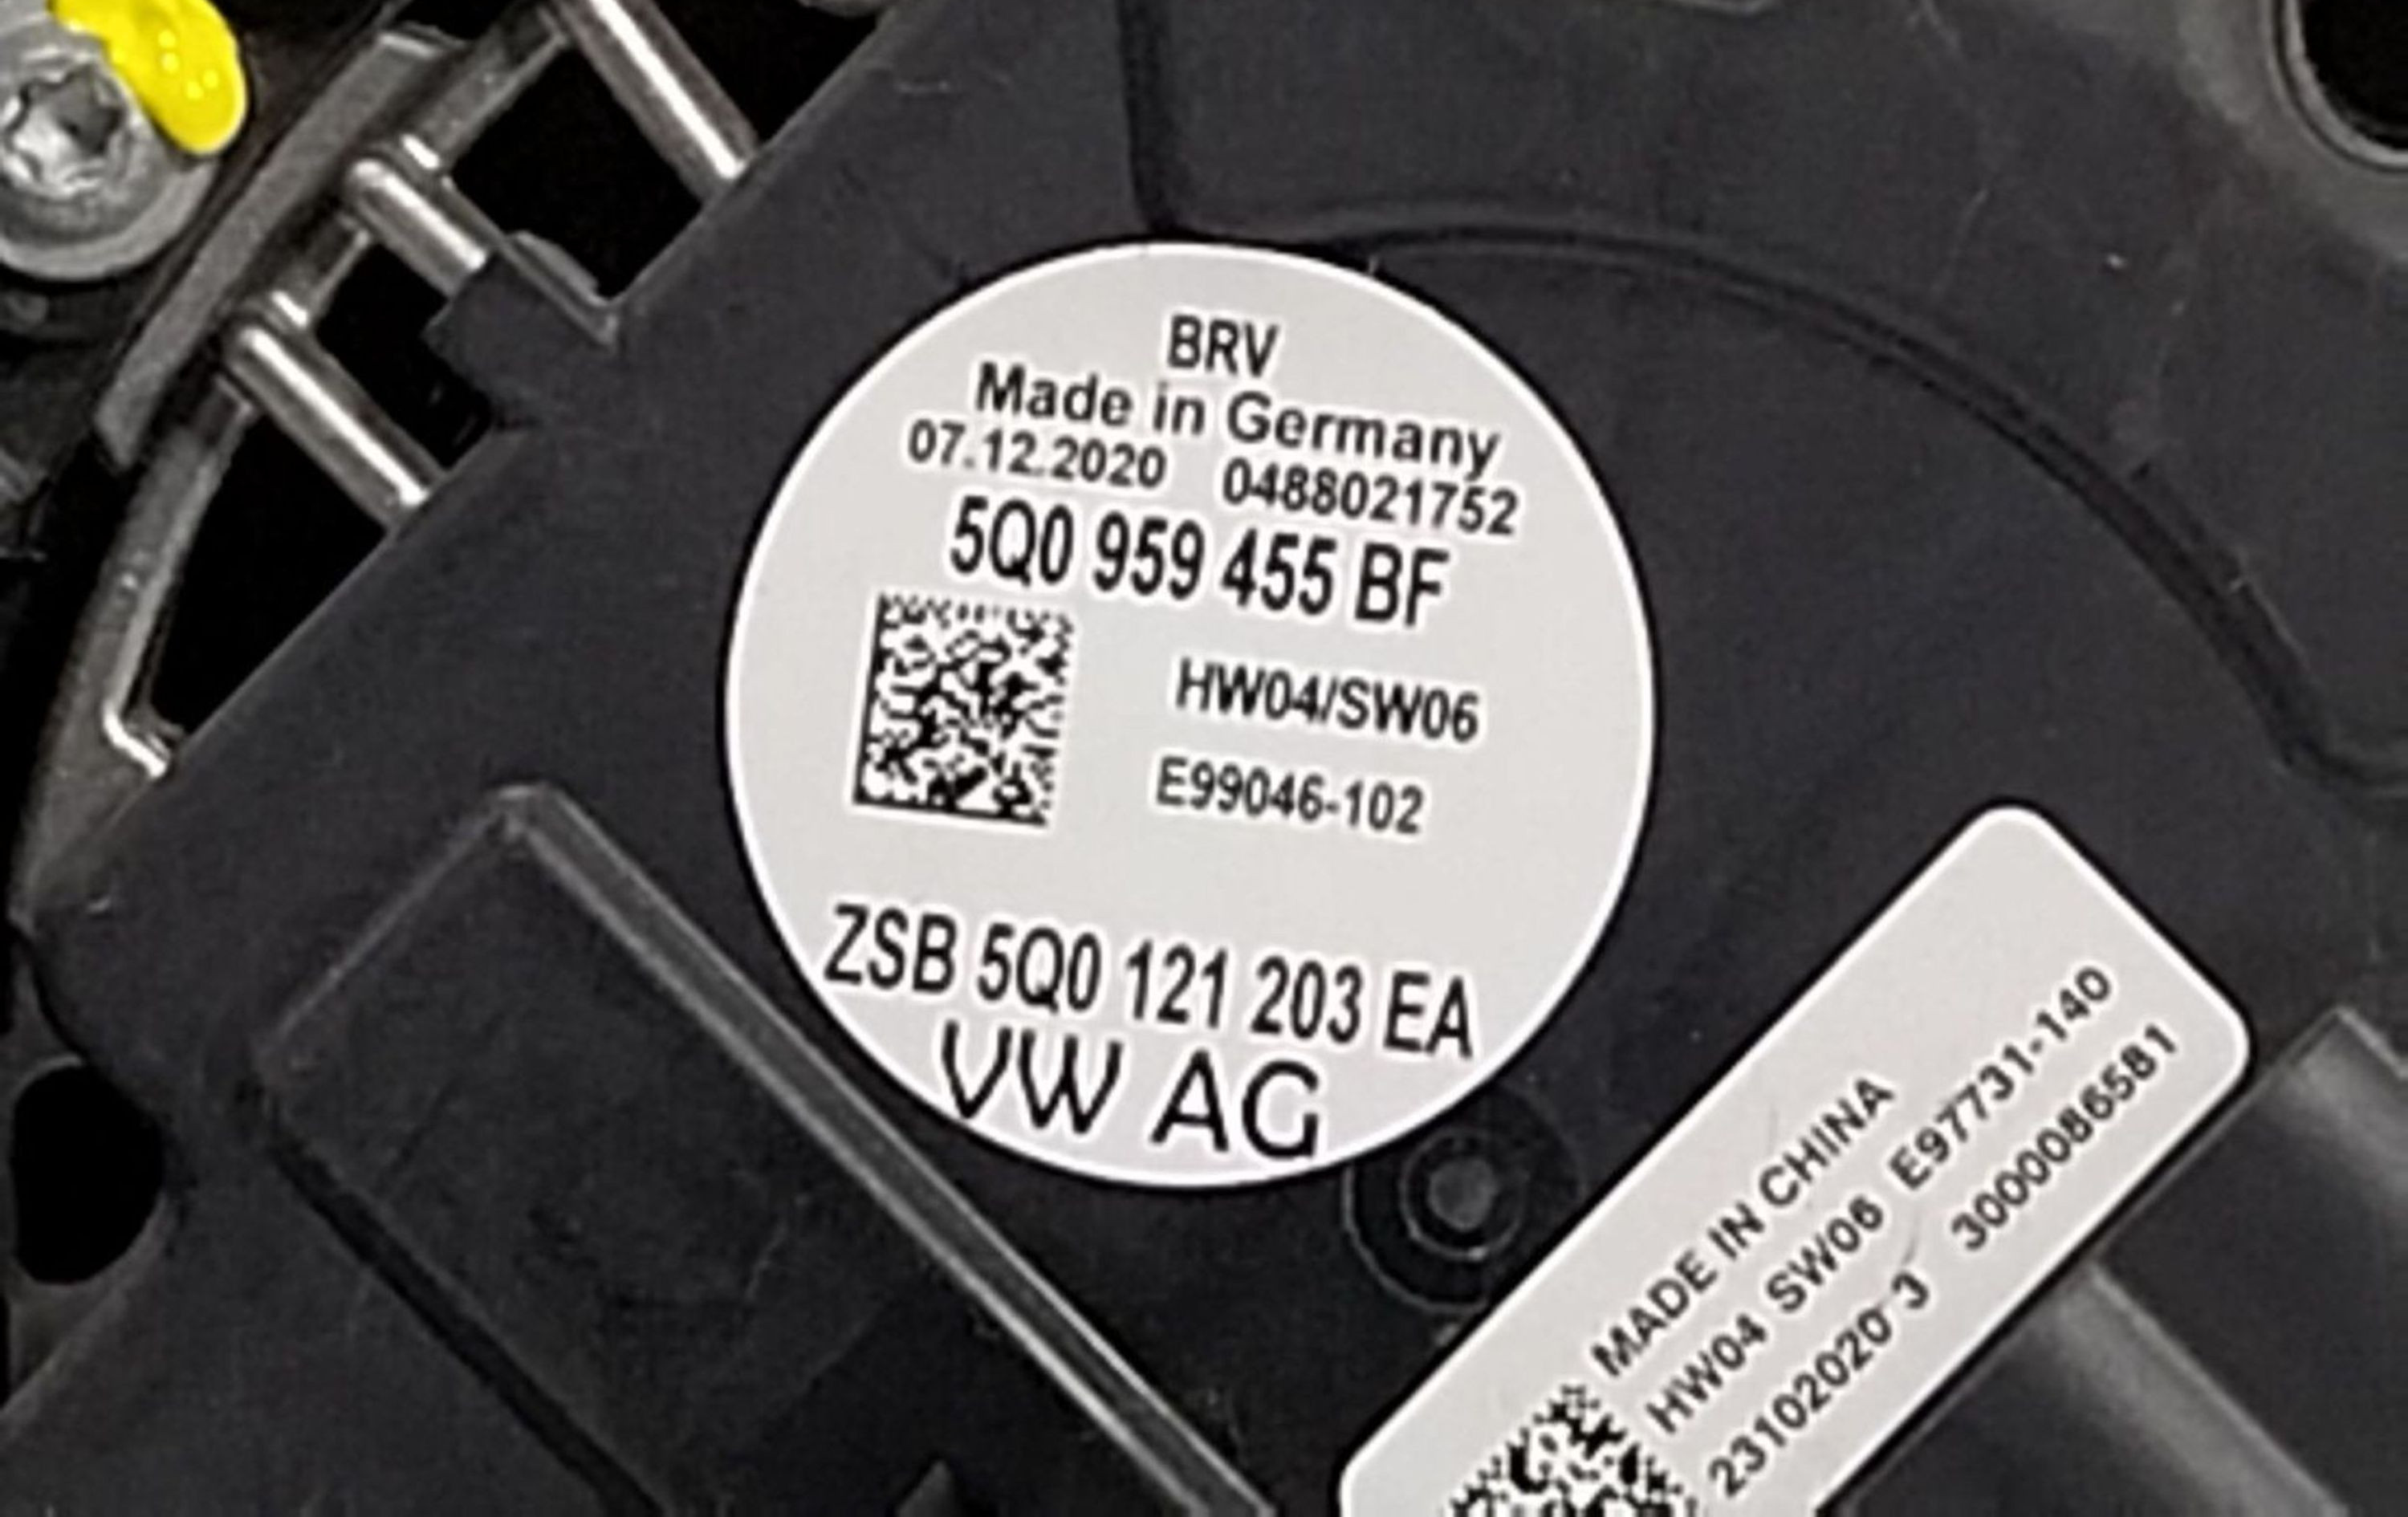 BRV
Made in Germany
07.12.2020 0488021752
5Q0 959 455 BF
HW04/SW06
E99046-102
ZSB 5Q0 121 203 EA
VW AG
MADE IN CHINA
HW04 SW06 E97731-140
23102020 3 3000086581